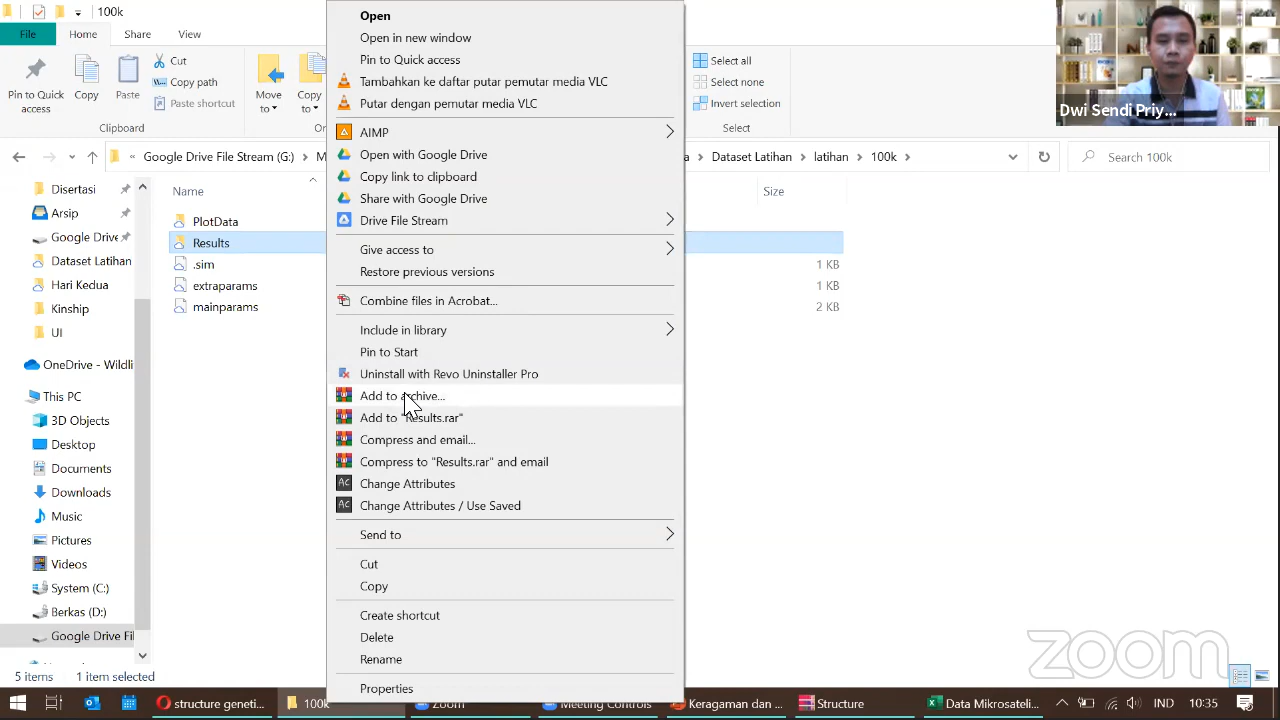 100k
File
Home
Share
View
Pin to Quick
access
Copy
Paste
Cut
Copy path
Paste shortcut
Clipboard
Move
to
Copy
to
Select all
Select none
Invert selection
Select
Google Drive File Stream (G:)
Dataset Latihan
latihan
100k
Search 100k
Disertasi
Arsip
Google Drive
Dataset Latihan
Hari Kedua
Kinship
UI
OneDrive - Wildli
This PC
3D Objects
Desktop
Documents
Downloads
Music
Pictures
Videos
System (C:)
Berkas (D:)
Google Drive Fil
Name
Size
PlotData
Results
.sim
1 KB
extraparams
1 KB
mainparams
2 KB
Open
Open in new window
Pin to Quick access
Tambahkan ke daftar putar pemutar media VLC
Putar dengan pemutar media VLC
AIMP
Open with Google Drive
Copy link to clipboard
Share with Google Drive
Drive File Stream
Give access to
Restore previous versions
Combine files in Acrobat...
Include in library
Pin to Start
Uninstall with Revo Uninstaller Pro
Add to archive...
Add to "Results.rar"
Compress and email...
Compress to "Results.rar" and email
Change Attributes
Change Attributes / Use Saved
Send to
Cut
Copy
Create shortcut
Delete
Rename
Properties
Dwi Sendi Priy...
zoom
5 items
1 item selected
structure geneti...
100k
Zoom
Meeting Controls
Keragaman dan ...
Structure
Data Mikrosateli...
IND
10:35